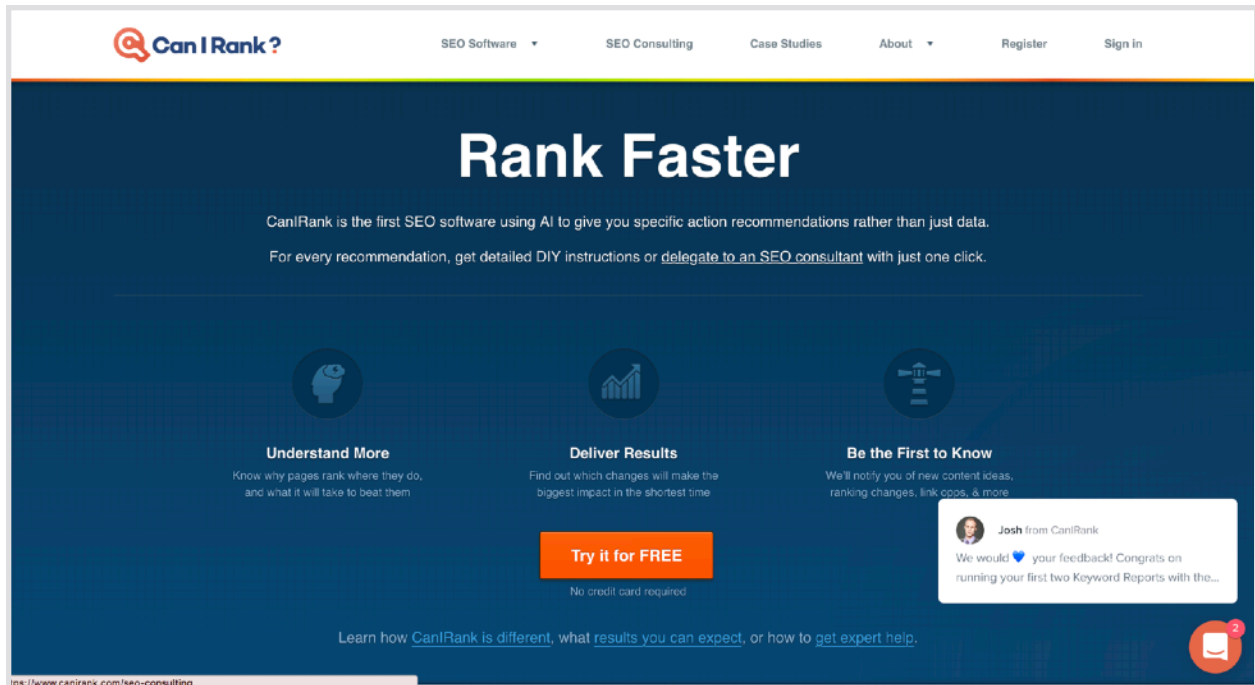 Can I Rank?
SEO Software ▼ SEO Consulting Case Studies About ▼ Register Sign in
Rank Faster
CanIRank is the first SEO software using AI to give you specific action recommendations rather than just data.
For every recommendation, get detailed DIY instructions or delegate to an SEO consultant with just one click.
Understand More
Know why pages rank where they do,
and what it will take to beat them
Deliver Results
Find out which changes will make the
biggest impact in the shortest time
Be the First to Know
We'll notify you of new content ideas,
ranking changes, link opps, & more
Try it for FREE
No credit card required
Josh from CanIRank
We would 💙 your feedback! Congrats on
running your first two Keyword Reports with the...
2
Learn how CanIRank is different, what results you can expect, or how to get expert help.
ps://www.canirank.com/seo-consulting